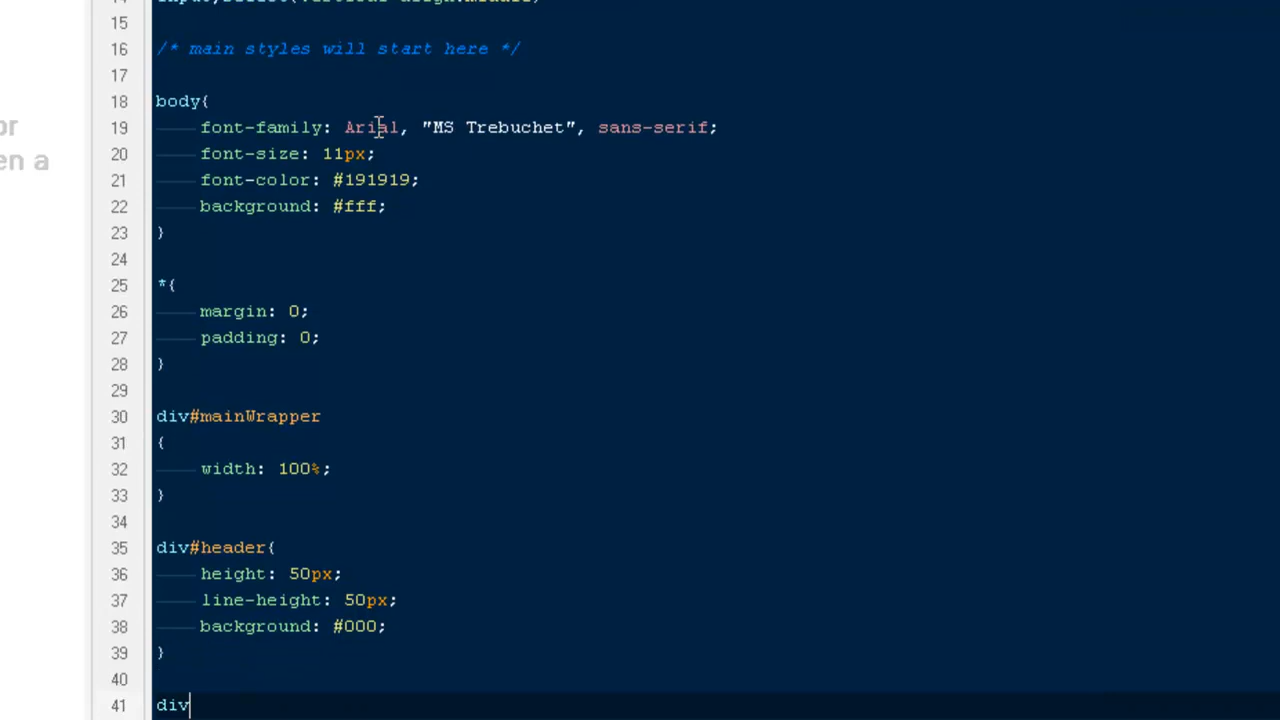 or
en a
14
15
16 /* main styles will start here */
17
18 body{
19 font-family: Arial, "MS Trebuchet", sans-serif;
20 font-size: 11px;
21 font-color: #191919;
22 background: #fff;
23 }
24
25 *{
26 margin: 0;
27 padding: 0;
28 }
29
30 div#mainWrapper
31 {
32 width: 100%;
33 }
34
35 div#header{
36 height: 50px;
37 line-height: 50px;
38 background: #000;
39 }
40
41 div